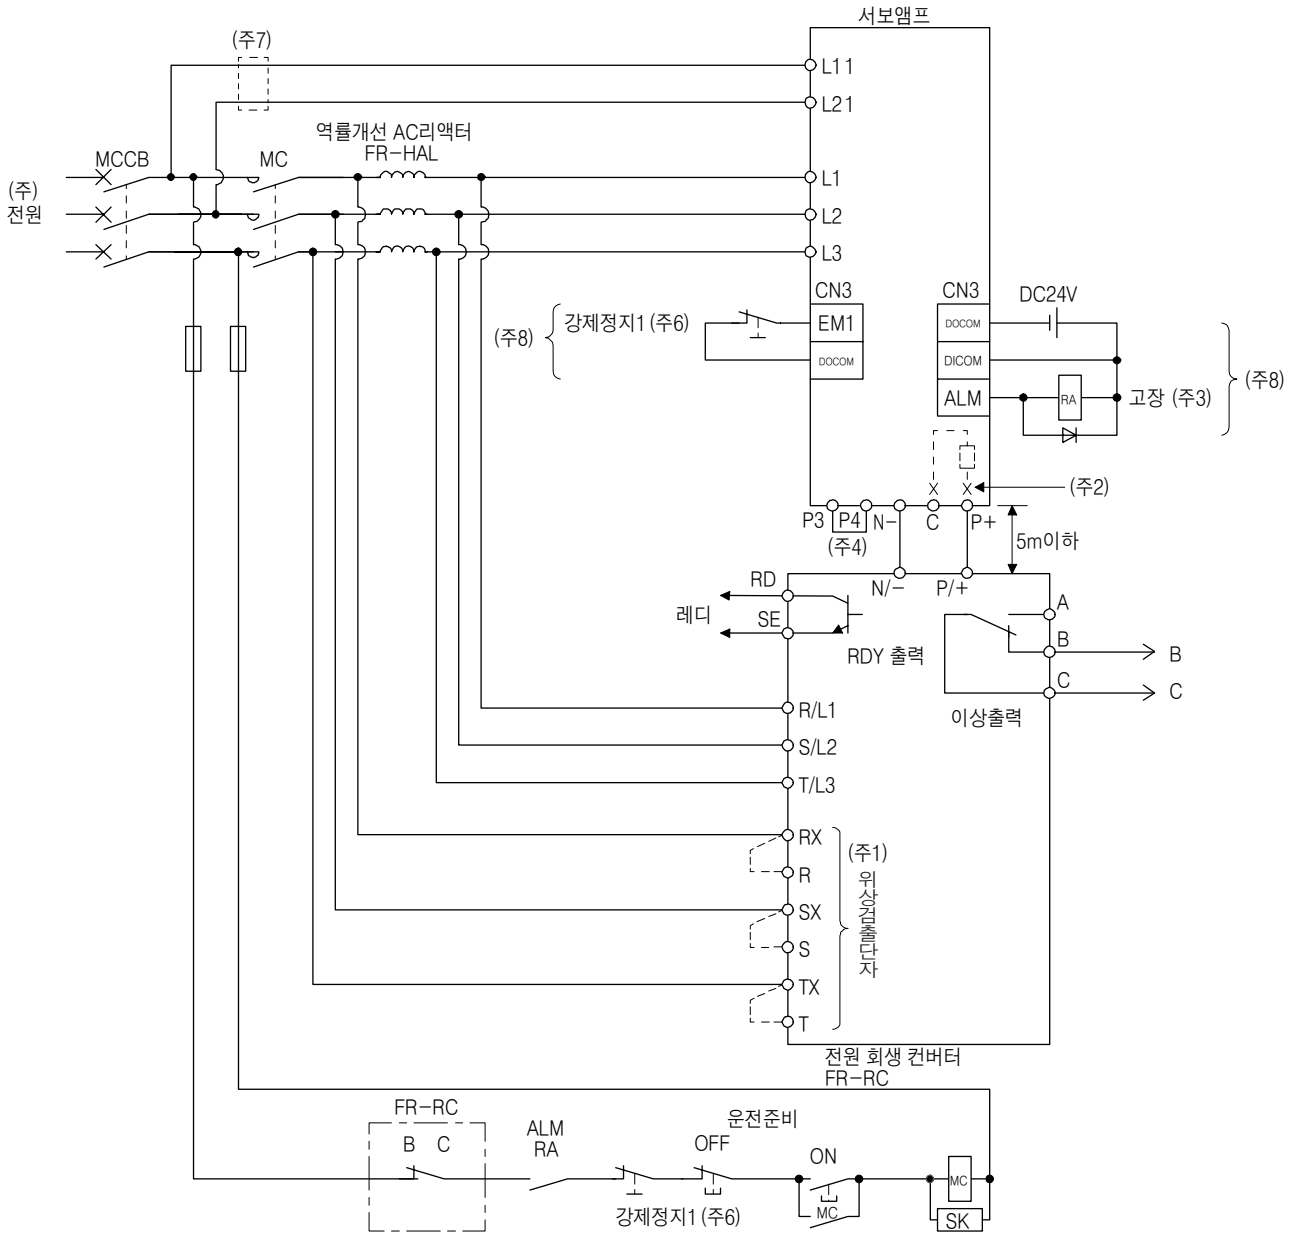 서보앰프
(주7)
L11
L21
역률개선 AC리액터
FR-HAL
MCCB
MC
(주)
전원
L1
L2
L3
CN3
CN3
DC24V
강제정지1 (주6)
(주8)
EM1
DOCOM
DOCOM
DICOM
ALM
RA
고장 (주3)
(주8)
(주2)
P3
P4
N-
C
P+
(주4)
5m이하
N/-
P/+
RD
레디
SE
RDY 출력
A
B
B
C
C
이상출력
R/L1
S/L2
T/L3
RX
R
SX
S
TX
T
(주1)
위상검출단자
전원 회생 컨버터
FR-RC
FR-RC
B C
ALM
RA
운전준비
OFF
ON
MC
MC
SK
강제정지1 (주6)